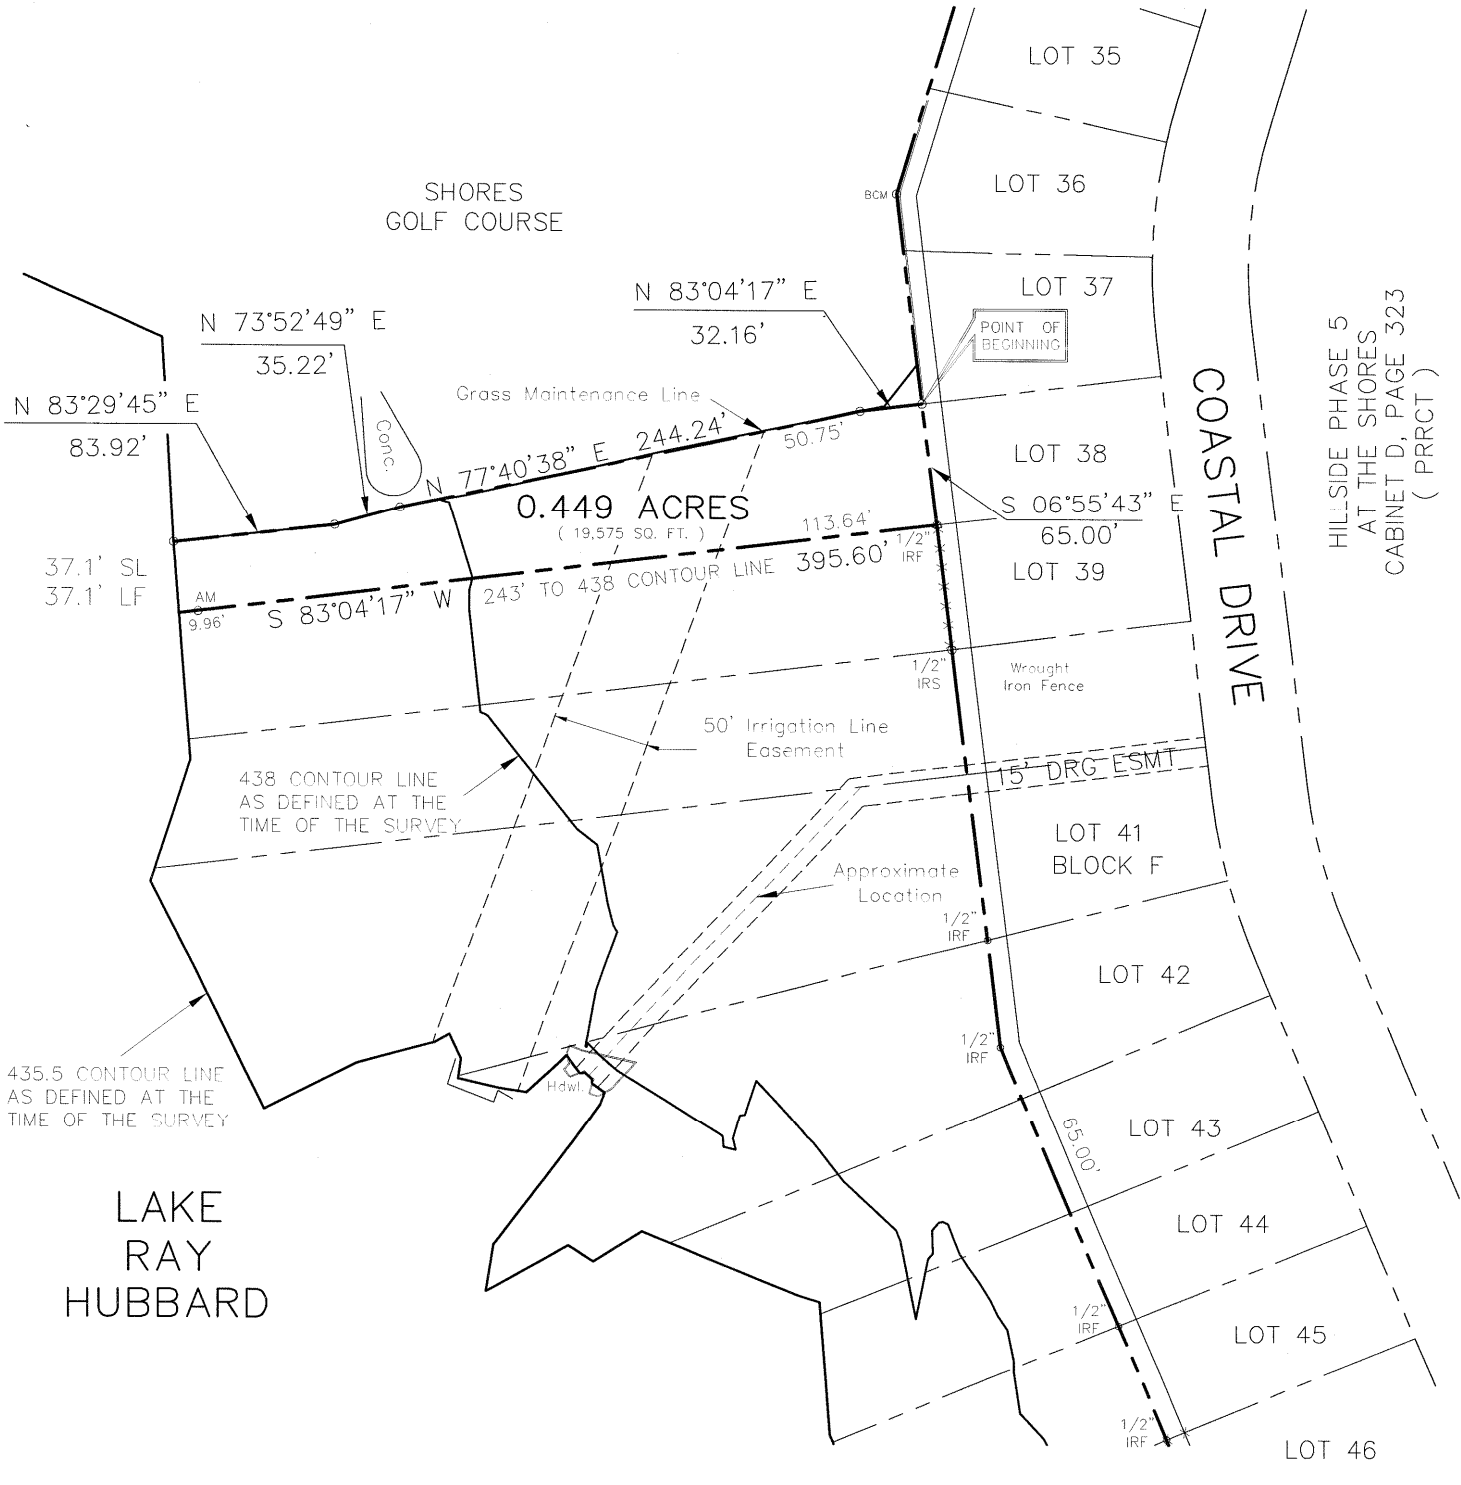 LOT 35
LOT 36
SHORES
GOLF COURSE
BCM
LOT 37
N 83°04'17" E
32.16'
POINT OF
BEGINNING
N 73°52'49" E
35.22'
N 83°29'45" E
83.92'
Conc.
Grass Maintenance Line
N 77°40'38" E 244.24'
50.75'
LOT 38
0.449 ACRES
( 19,575 SQ. FT. )
113.64'
S 06°55'43" E
65.00'
1/2"
IRF
37.1' SL
37.1' LF
AM
9.96'
S 83°04'17" W
243' TO 438 CONTOUR LINE
395.60'
LOT 39
1/2"
IRS
Wrought
Iron Fence
50' Irrigation Line
Easement
438 CONTOUR LINE
AS DEFINED AT THE
TIME OF THE SURVEY
15' DRG ESMT
LOT 41
BLOCK F
Approximate
Location
1/2"
IRF
LOT 42
1/2"
IRF
435.5 CONTOUR LINE
AS DEFINED AT THE
TIME OF THE SURVEY
Hdwl.
65.00'
LOT 43
LAKE
RAY
HUBBARD
LOT 44
1/2"
IRF
LOT 45
1/2"
IRF
LOT 46
COASTAL DRIVE
HILLSIDE PHASE 5
AT THE SHORES
CABINET D, PAGE 323
( PRRCT )